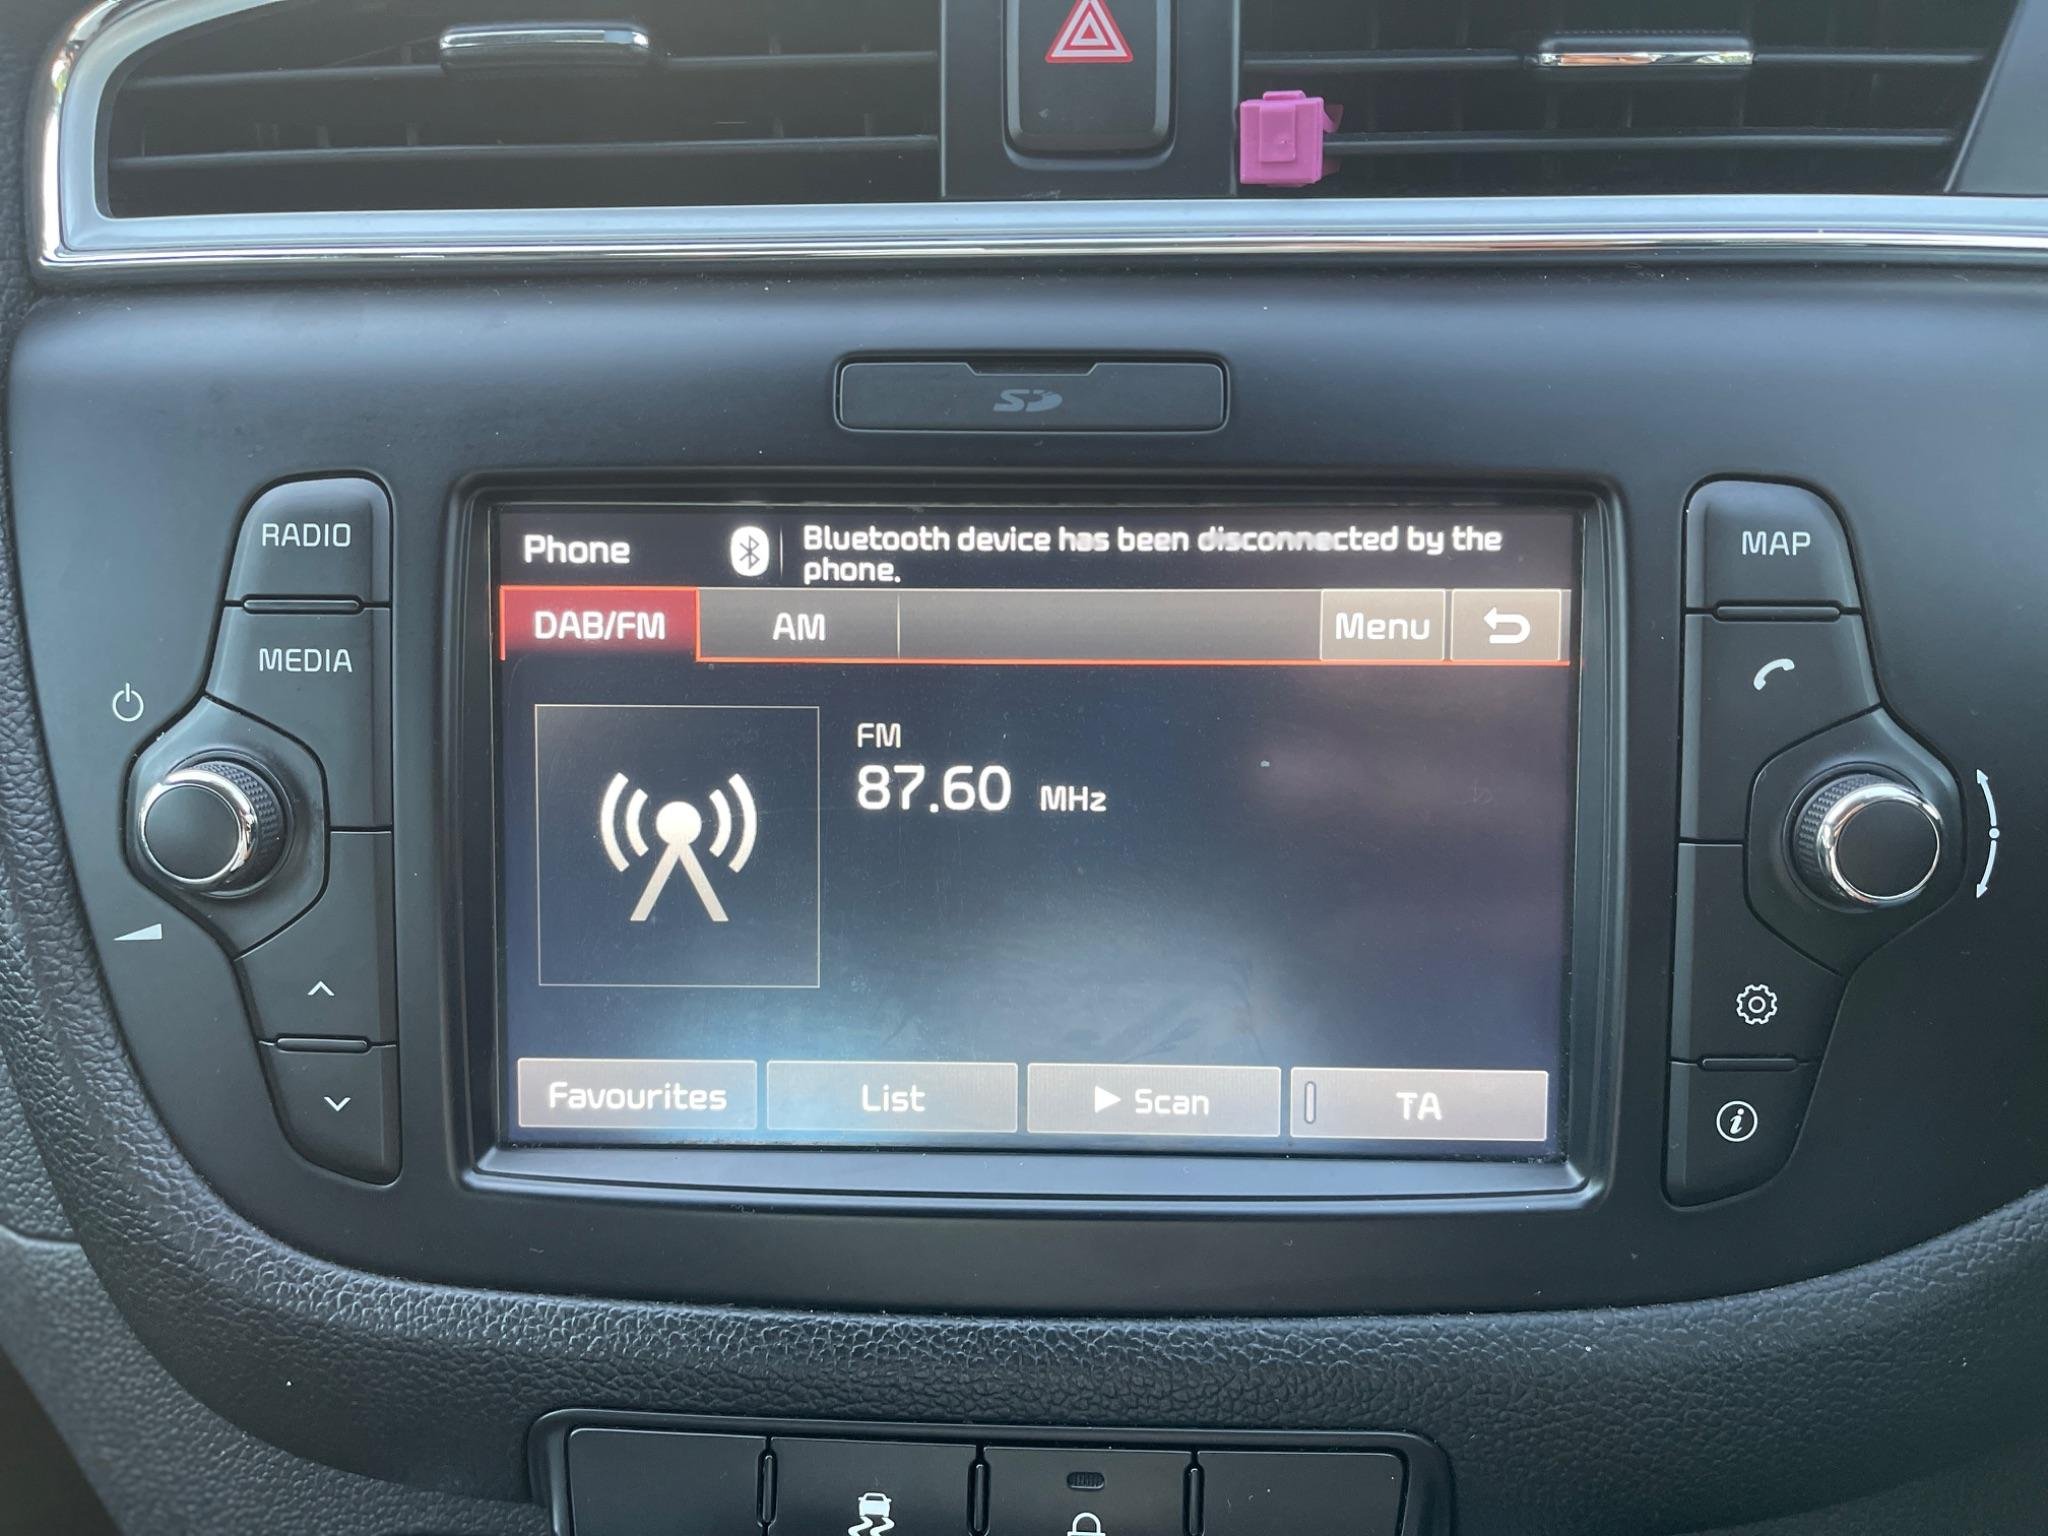 SD
RADIO
MEDIA
MAP
Phone
Bluetooth device has been disconnected by the
phone.
DAB/FM
AM
Menu
FM
87.60 MHz
Favourites
List
Scan
TA
i